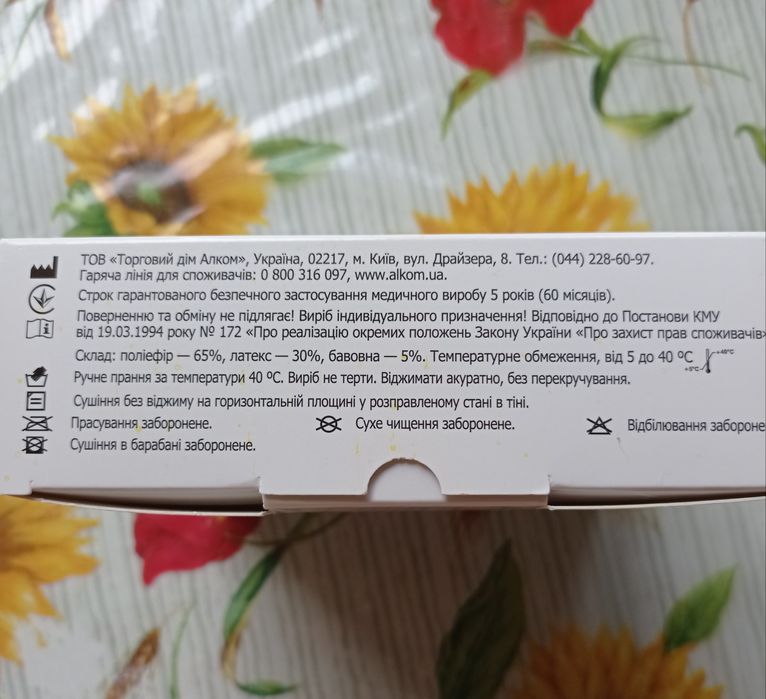 ТОВ «Торговий дім Алком», Україна, 02217, м. Київ, вул. Драйзера, 8. Тел.: (044) 228-60-97.
Гаряча лінія для споживачів: 0 800 316 097, www.alkom.ua.
Строк гарантованого безпечного застосування медичного виробу 5 років (60 місяців).
Поверненню та обміну не підлягає! Виріб індивідуального призначення! Відповідно до Постанови КМУ
від 19.03.1994 року № 172 «Про реалізацію окремих положень Закону України «Про захист прав споживачів»
Склад: поліефір — 65%, латекс — 30%, бавовна — 5%. Температурне обмеження, від 5 до 40 ºС +5°C +40°C
Ручне прання за температури 40 ºС. Виріб не терти. Віджимати акуратно, без перекручування.
Сушіння без віджиму на горизонтальній площині у розправленому стані в тіні.
Прасування заборонене. Сухе чищення заборонене. Відбілювання забороне
Сушіння в барабані заборонене.